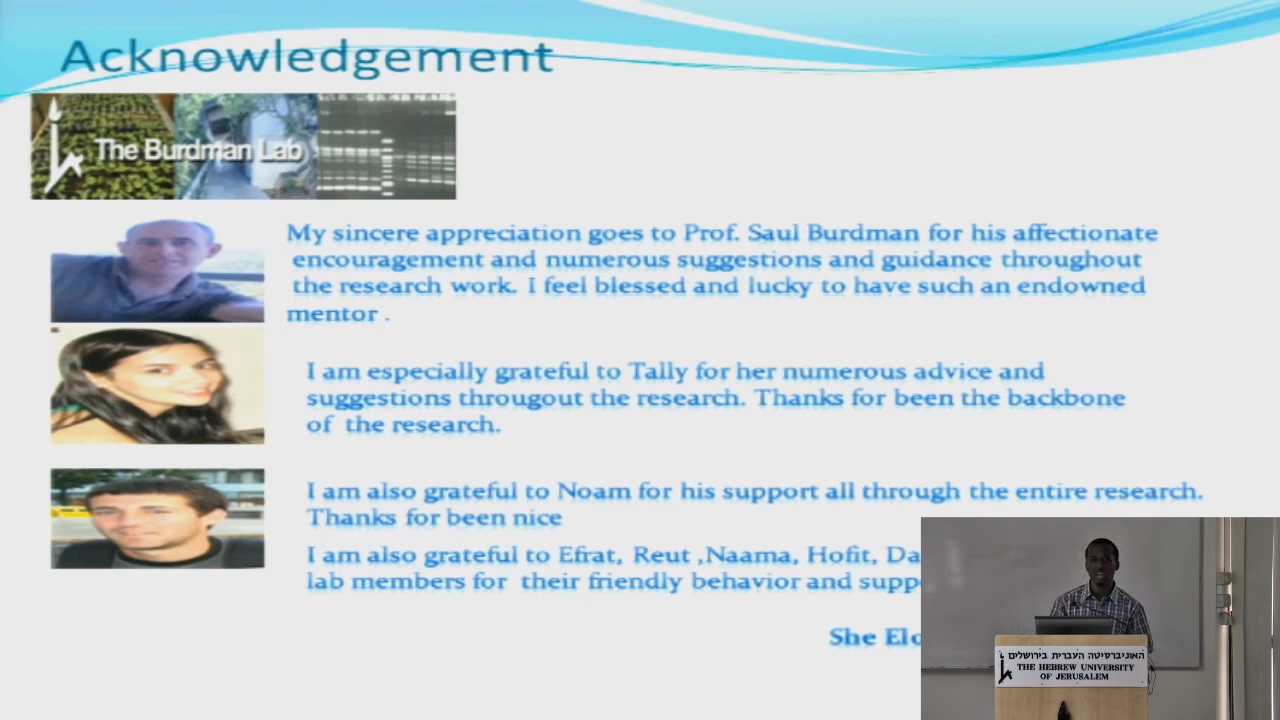 Acknowledgement
The Burdman Lab
My sincere appreciation goes to Prof. Saul Burdman for his affectionate
encouragement and numerous suggestions and guidance throughout
the research work. I feel blessed and lucky to have such an endowned
mentor .
I am especially grateful to Tally for her numerous advice and
suggestions througout the research. Thanks for been the backbone
of the research.
I am also grateful to Noam for his support all through the entire research.
Thanks for been nice
I am also grateful to Efrat, Reut ,Naama, Hofit, Da
lab members for their friendly behavior and supp
She Elo
האוניברסיטה העברית בירושלים
THE HEBREW UNIVERSITY
OF JERUSALEM